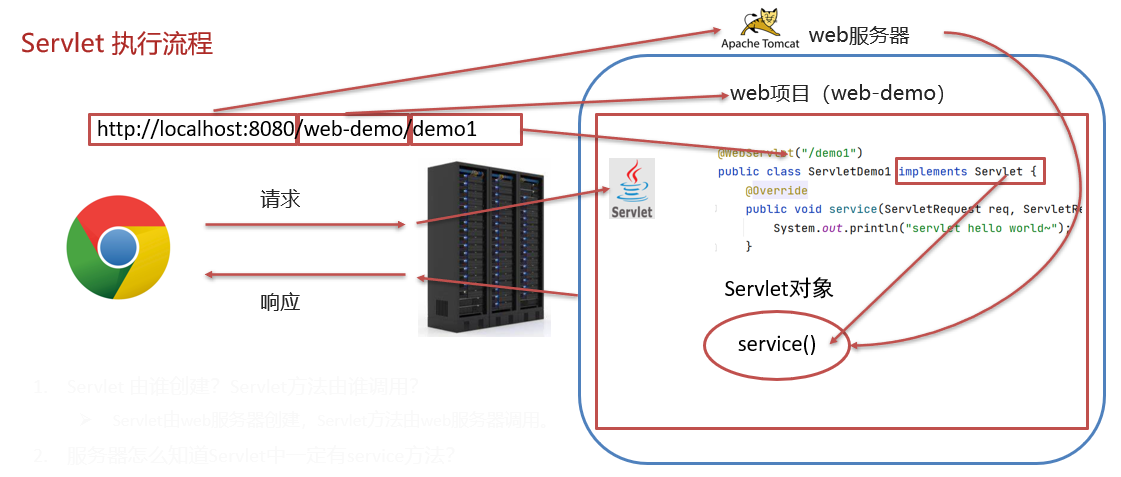 Servlet 执行流程
Apache Tomcat
web服务器
web项目（web-demo）
http://localhost:8080/web-demo/demo1
@WebServlet("/demo1")
public class ServletDemo1 implements Servlet {
@Override
public void service(ServletRequest req, ServletRe
System.out.println("servlet hello world~");
}
Servlet
请求
响应
Servlet对象
service()
1. Servlet 由谁创建？Servlet方法由谁调用？
➢ Servlet由web服务器创建，Servlet方法由web服务器调用。
2. 服务器怎么知道Servlet中一定有service方法？